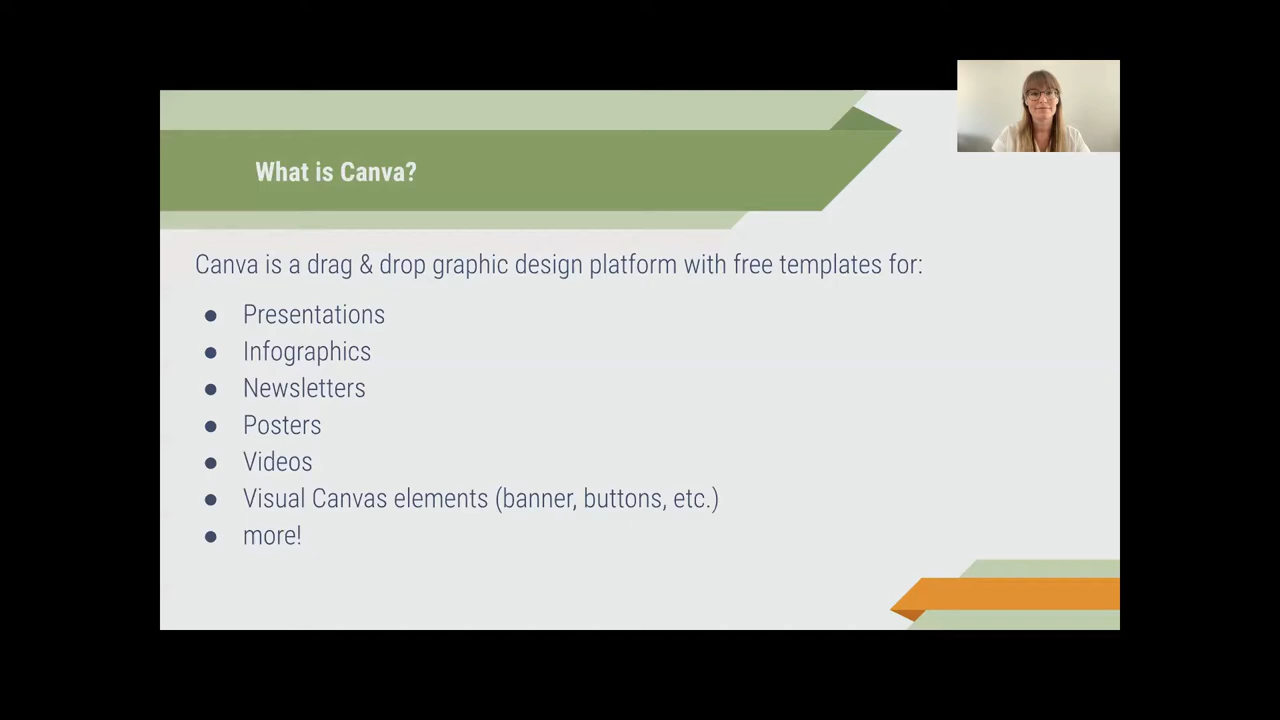 What is Canva?
Canva is a drag & drop graphic design platform with free templates for:
● Presentations
● Infographics
● Newsletters
● Posters
● Videos
● Visual Canvas elements (banner, buttons, etc.)
● more!